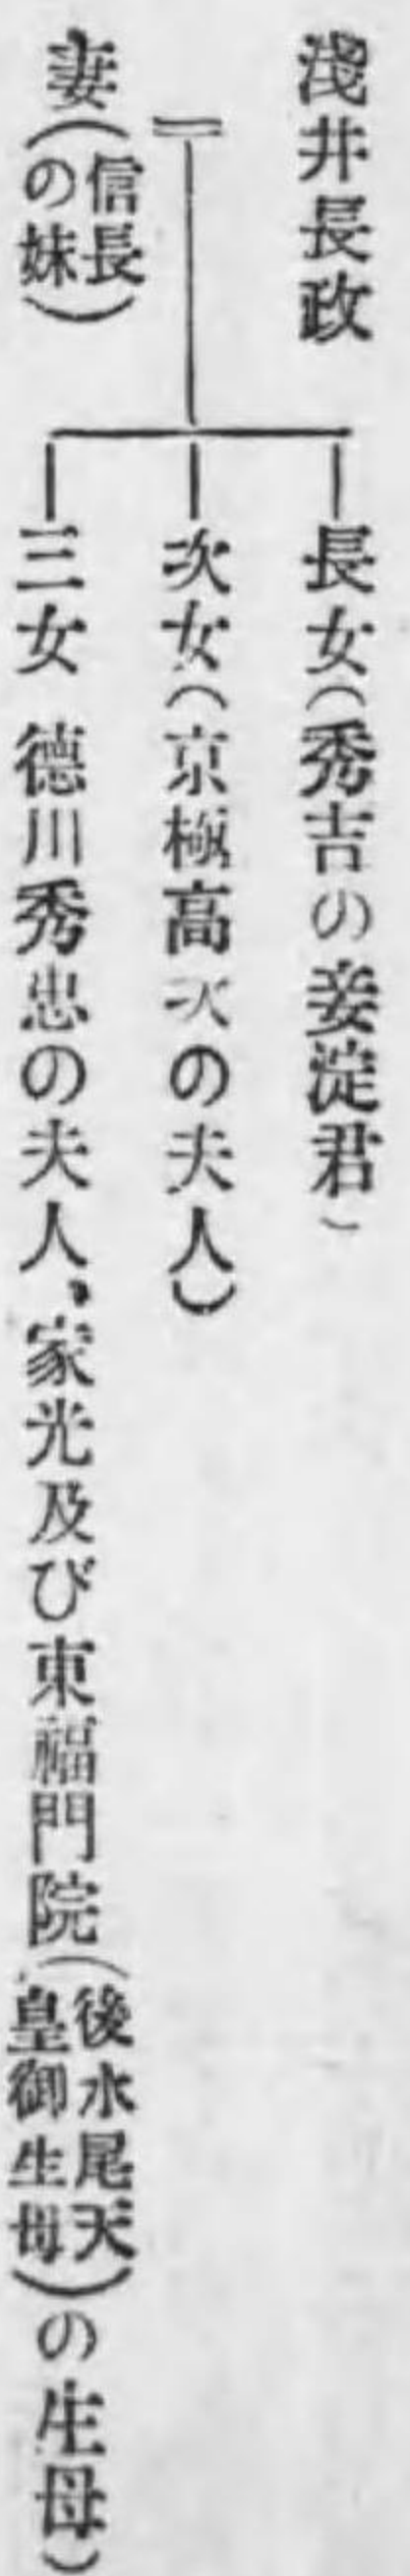 淺井長政
妻(信長の妹)
長女(秀吉の妾淀君)
次女(京極高次の夫人)
三女 德川秀忠の夫人、家光及び東福門院(後水尾天皇御生母)の生母)